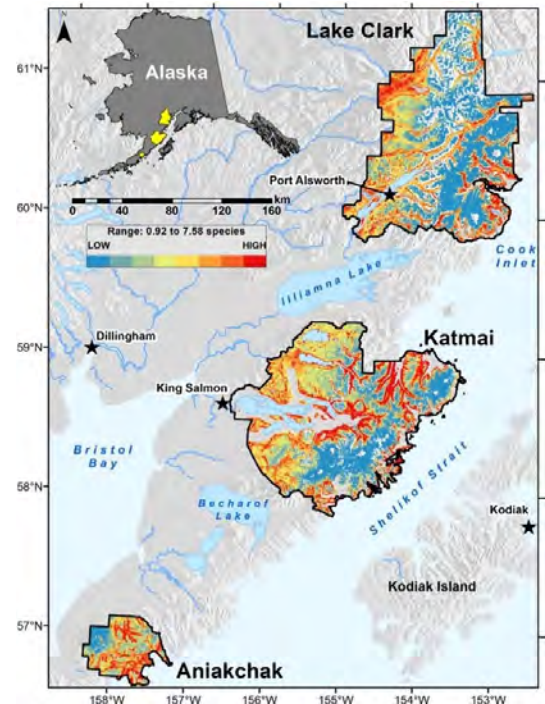 Lake Clark
61°N
Alaska
Port Alsworth
km
0 40 80 120 160
60°N
Range: 0.92 to 7.58 species
LOW HIGH
Cook
Inlet
Iliamna Lake
59°N
Dillingham
Katmai
King Salmon
Bristol
Bay
58°N
Shelikof Strait
Becharof
Lake
Kodiak
Kodiak Island
57°N
Aniakchak
158°W 157°W 156°W 155°W 154°W 153°W 152°W